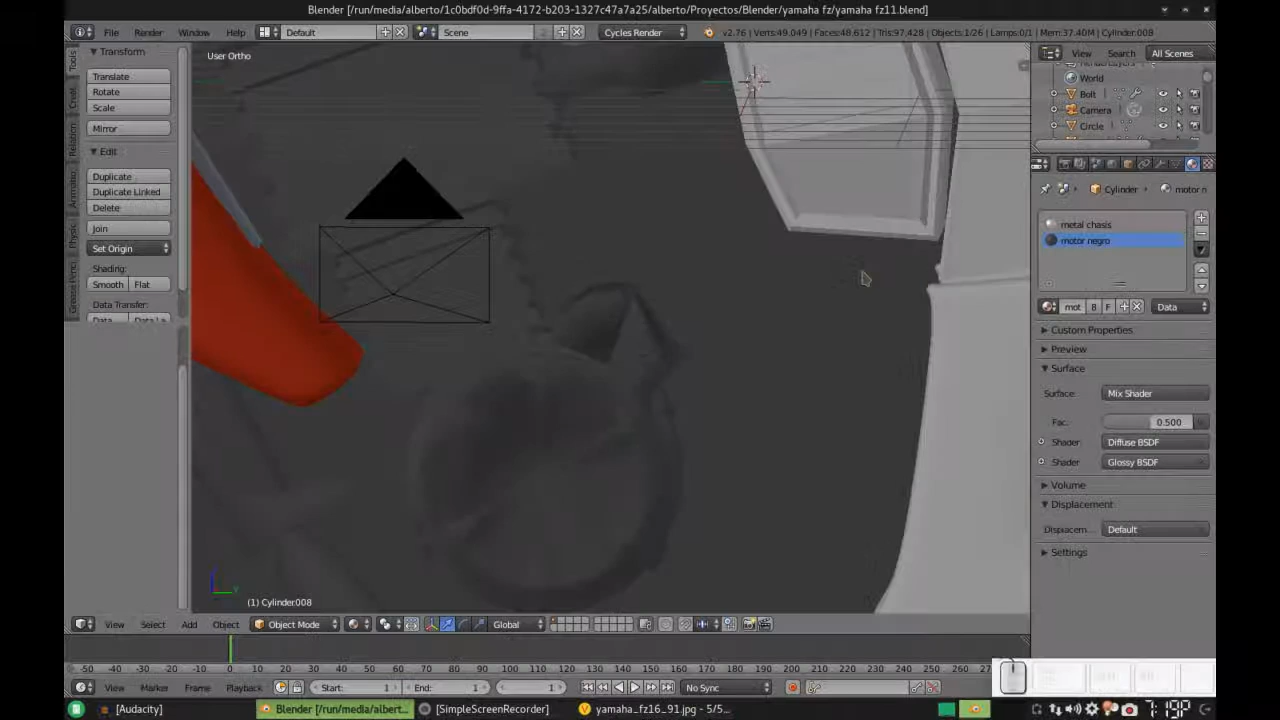 Blender [/run/media/alberto/1c0bdf0d-9ffa-4172-b203-1327c47a7a25/alberto/Proyectos/Blender/yamaha fz/yamaha fz11.blend]
File Render Window Help Default Scene 2 Cycles Render v2.76 | Verts:49.049 | Faces:48.612 | Tris:97.428 | Objects:1/26 | Lamps:0/1 | Mem:37.40M | Cylinder.008
View Search All Scenes
Transform
User Ortho
World
Translate
Bolt
Rotate
Camera
Scale
Circle
Mirror
Edit
Tools
Relation
Grease Penc
Duplicate
Duplicate Linked
Delete
Join
Set Origin
Shading:
Smooth Flat
Data Transfer:
Cylinder motor n
metal chasis
motor negro
mot 8 F Data
Custom Properties
Preview
Surface
Surface: Mix Shader
Fac: 0.500
Shader: Diffuse BSDF
Shader: Glossy BSDF
Volume
Displacement
Displacem... Default
Settings
(1) Cylinder.008
View Select Add Object Object Mode Global
-50 -40 -30 -20 -10 0 10 20 30 40 50 60 70 80 90 100 110 120 130 140 150 160 170 180 190 200 210 220 230 240 250 260
View Marker Frame Playback Start: 1 End: 1 1 No Sync
[Audacity] Blender [/run/media/albert... [SimpleScreenRecorder] yamaha_fz16_91.jpg - 5/5...